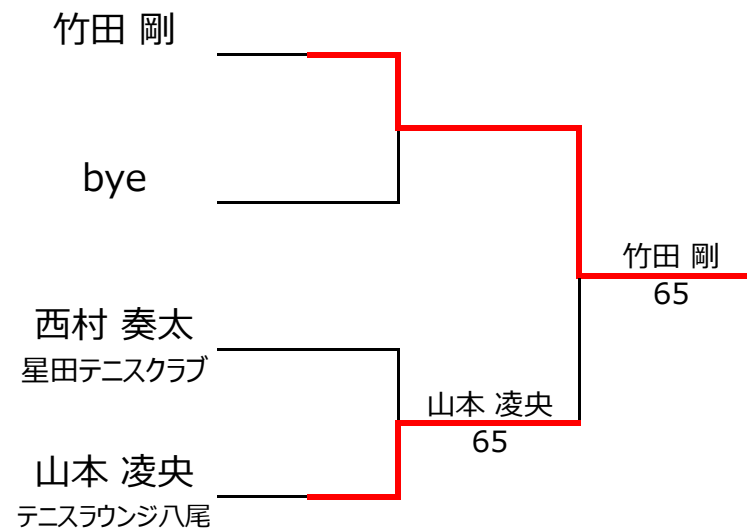 竹田 剛
bye
竹田 剛
65
西村 奏太
星田テニスクラブ
山本 凌央
65
山本 凌央
テニスラウンジ八尾